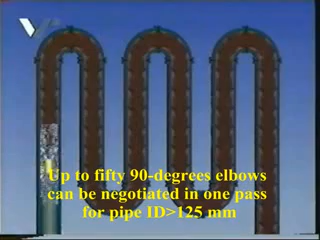 Up to fifty 90-degrees elbows
can be negotiated in one pass
for pipe ID>125 mm